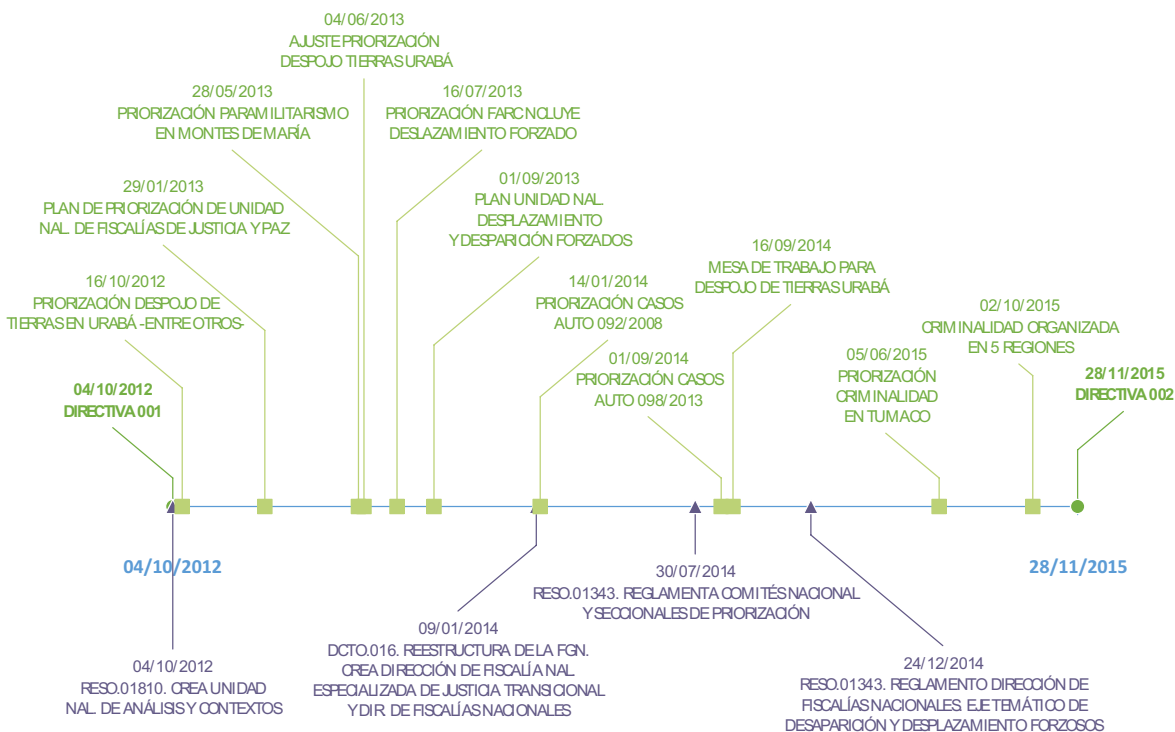 04/06/2013
AJUSTE PRIORIZACIÓN
DESPOJO TIERRAS URABÁ
28/05/2013
PRIORIZACIÓN PARAMILITARISMO
EN MONTES DE MARÍA
16/07/2013
PRIORIZACIÓN FARC NCLUYE
DESLAZAMIENTO FORZADO
29/01/2013
PLAN DE PRIORIZACIÓN DE UNIDAD
NAL. DE FISCALÍAS DE JUSTICIA Y PAZ
01/09/2013
PLAN UNIDAD NAL.
DESPLAZAMIENTO
Y DESPARICIÓN FORZADOS
16/10/2012
PRIORIZACIÓN DESPOJO DE
TIERRAS EN URABÁ -ENTRE OTROS-
14/01/2014
PRIORIZACIÓN CASOS
AUTO 092/2008
16/09/2014
MESA DE TRABAJO PARA
DESPOJO DE TIERRAS URABÁ
02/10/2015
CRIMINALIDAD ORGANIZADA
EN 5 REGIONES
04/10/2012
DIRECTIVA 001
01/09/2014
PRIORIZACIÓN CASOS
AUTO 098/2013
05/06/2015
PRIORIZACIÓN
CRIMINALIDAD
EN TUMACO
28/11/2015
DIRECTIVA 002
04/10/2012
28/11/2015
30/07/2014
RESO.01343. REGLAMENTA COMITÉS NACIONAL
Y SECCIONALES DE PRIORIZACIÓN
09/01/2014
DCTO.016. REESTRUCTURA DE LA FGN.
CREA DIRECCIÓN DE FISCALÍA NAL.
ESPECIALIZADA DE JUSTICIA TRANSICIONAL
Y DIR. DE FISCALÍAS NACIONALES
04/10/2012
RESO.01810. CREA UNIDAD
NAL. DE ANÁLISIS Y CONTEXTOS
24/12/2014
RESO.01343. REGLAMENTO DIRECCIÓN DE
FISCALÍAS NACIONALES. EJE TEMÁTICO DE
DESAPARICIÓN Y DESPLAZAMIENTO FORZOSOS